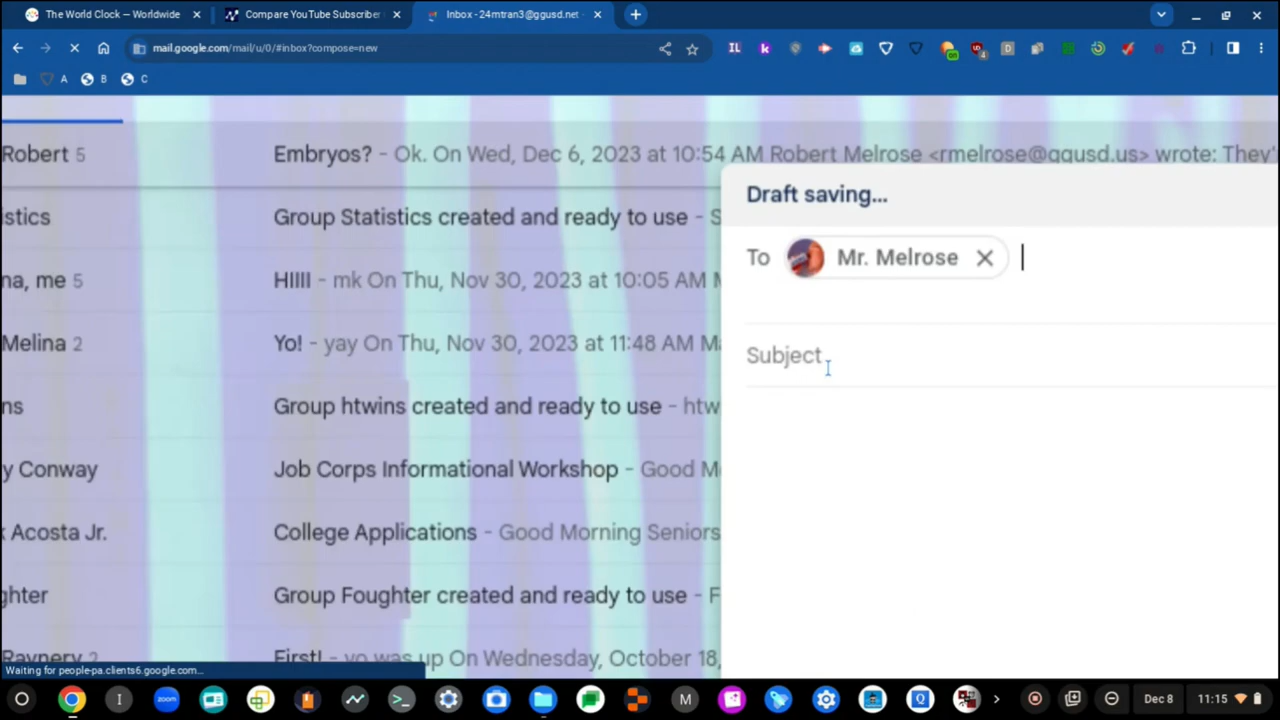 The World Clock — Worldwide
Compare YouTube Subscriber
Inbox - 24mtran3@ggusd.net -
mail.google.com/mail/u/0/#inbox?compose=new
A B C
Robert 5 Embryos? - Ok. On Wed, Dec 6, 2023 at 10:54 AM Robert Melrose <rmelrose@ggusd.us> wrote: They'
istics Group Statistics created and ready to use - S
na, me 5 HIIII - mk On Thu, Nov 30, 2023 at 10:05 AM M
Melina 2 Yo! - yay On Thu, Nov 30, 2023 at 11:48 AM Ma
ns Group htwins created and ready to use - htw
y Conway Job Corps Informational Workshop - Good M
Acosta Jr. College Applications - Good Morning Seniors
ghter Group Foughter created and ready to use - F
Raynery 2 First! - yo was up On Wednesday, October 18,
Draft saving...
To Mr. Melrose
Subject
Waiting for people-pa.clients6.google.com...
I zoom M Q Dec 8 11:15